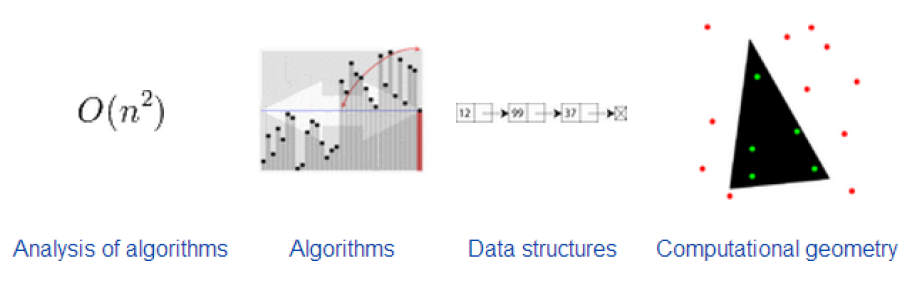 O(n²)
12 99 37
Analysis of algorithms Algorithms Data structures Computational geometry